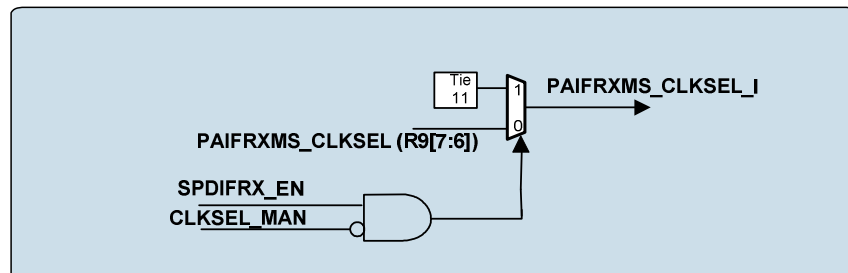 Tie
11
1
PAIFRXMS_CLKSEL_I
0
PAIFRXMS_CLKSEL (R9[7:6])
SPDIFRX_EN
CLKSEL_MAN